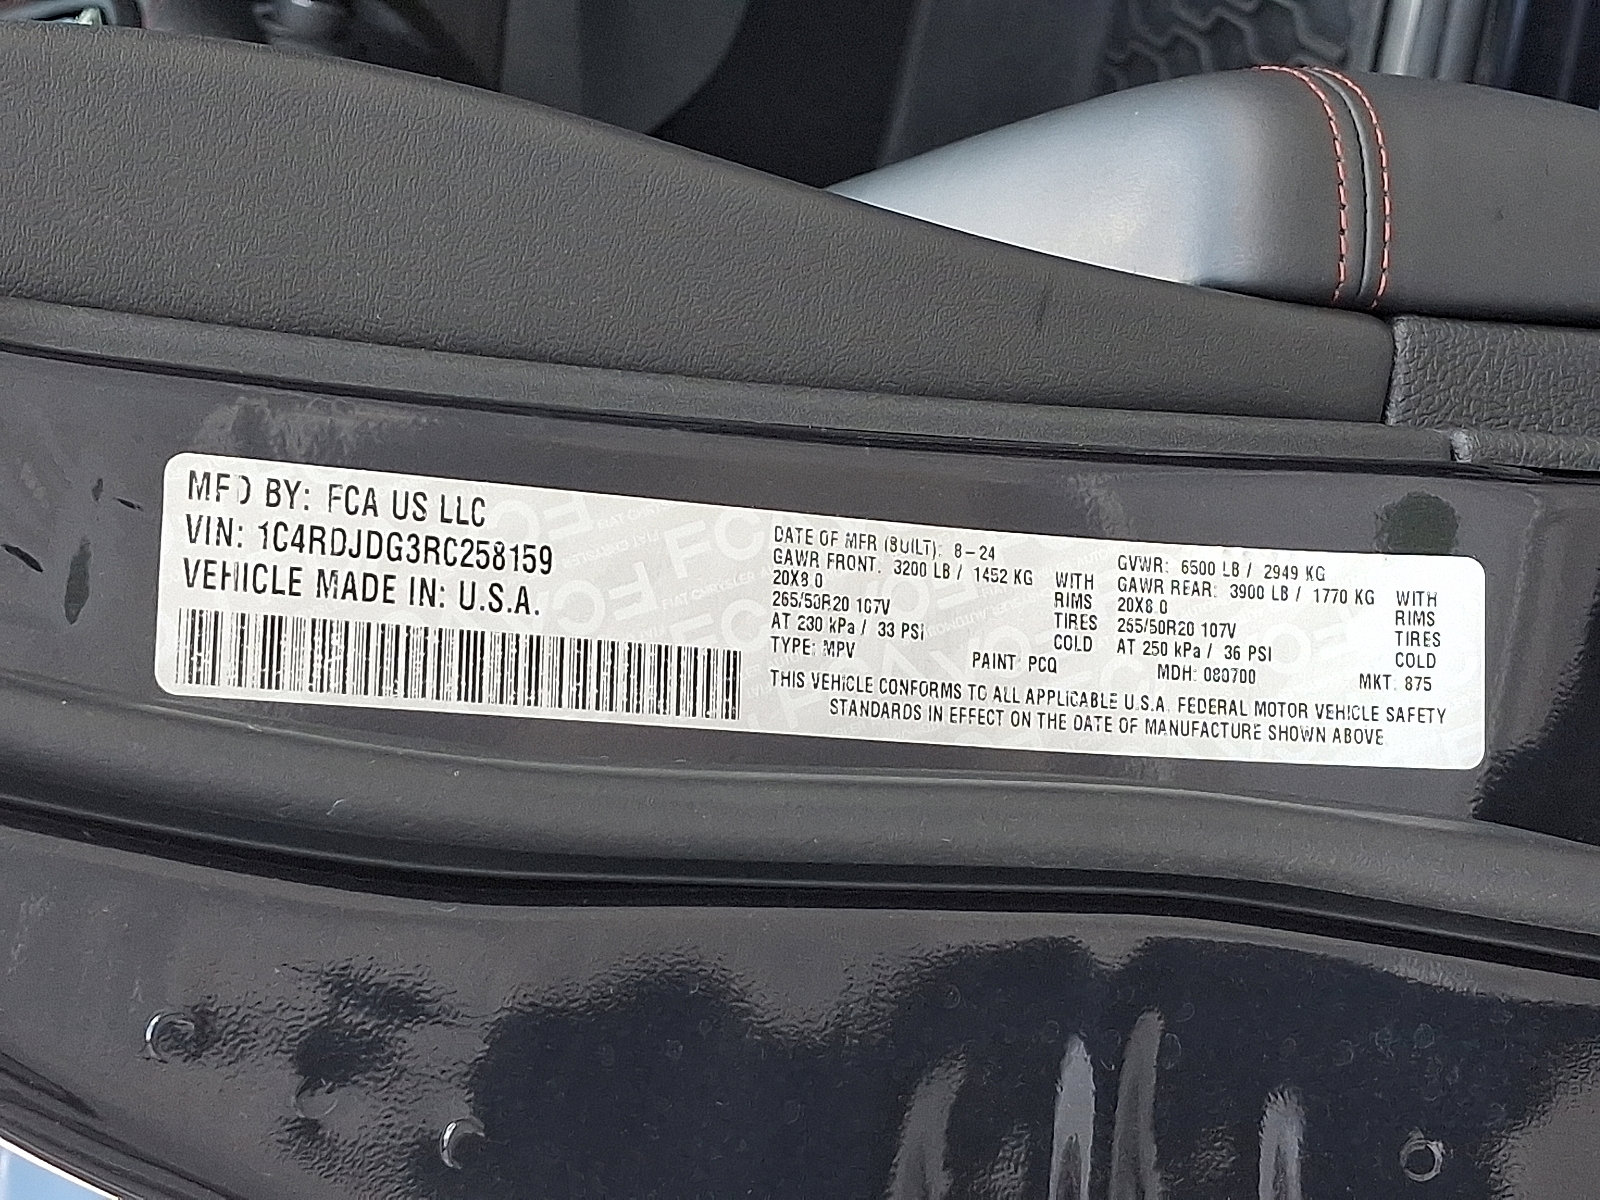 MFD BY: FCA US LLC
VIN: 1C4RDJDG3RC258159
VEHICLE MADE IN: U.S.A.
DATE OF MFR (BUILT): 8-24
GAWR FRONT: 3200 LB / 1452 KG WITH
20X8.0 RIMS
265/50R20 107V TIRES
AT 230 kPa / 33 PSI COLD
TYPE: MPV
GVWR: 6500 LB / 2949 KG
GAWR REAR: 3900 LB / 1770 KG WITH
20X8.0 RIMS
265/50R20 107V TIRES
AT 250 kPa / 36 PSI COLD
PAINT: PCQ MDH: 080700 MKT: 875
THIS VEHICLE CONFORMS TO ALL APPLICABLE U.S.A. FEDERAL MOTOR VEHICLE SAFETY
STANDARDS IN EFFECT ON THE DATE OF MANUFACTURE SHOWN ABOVE.